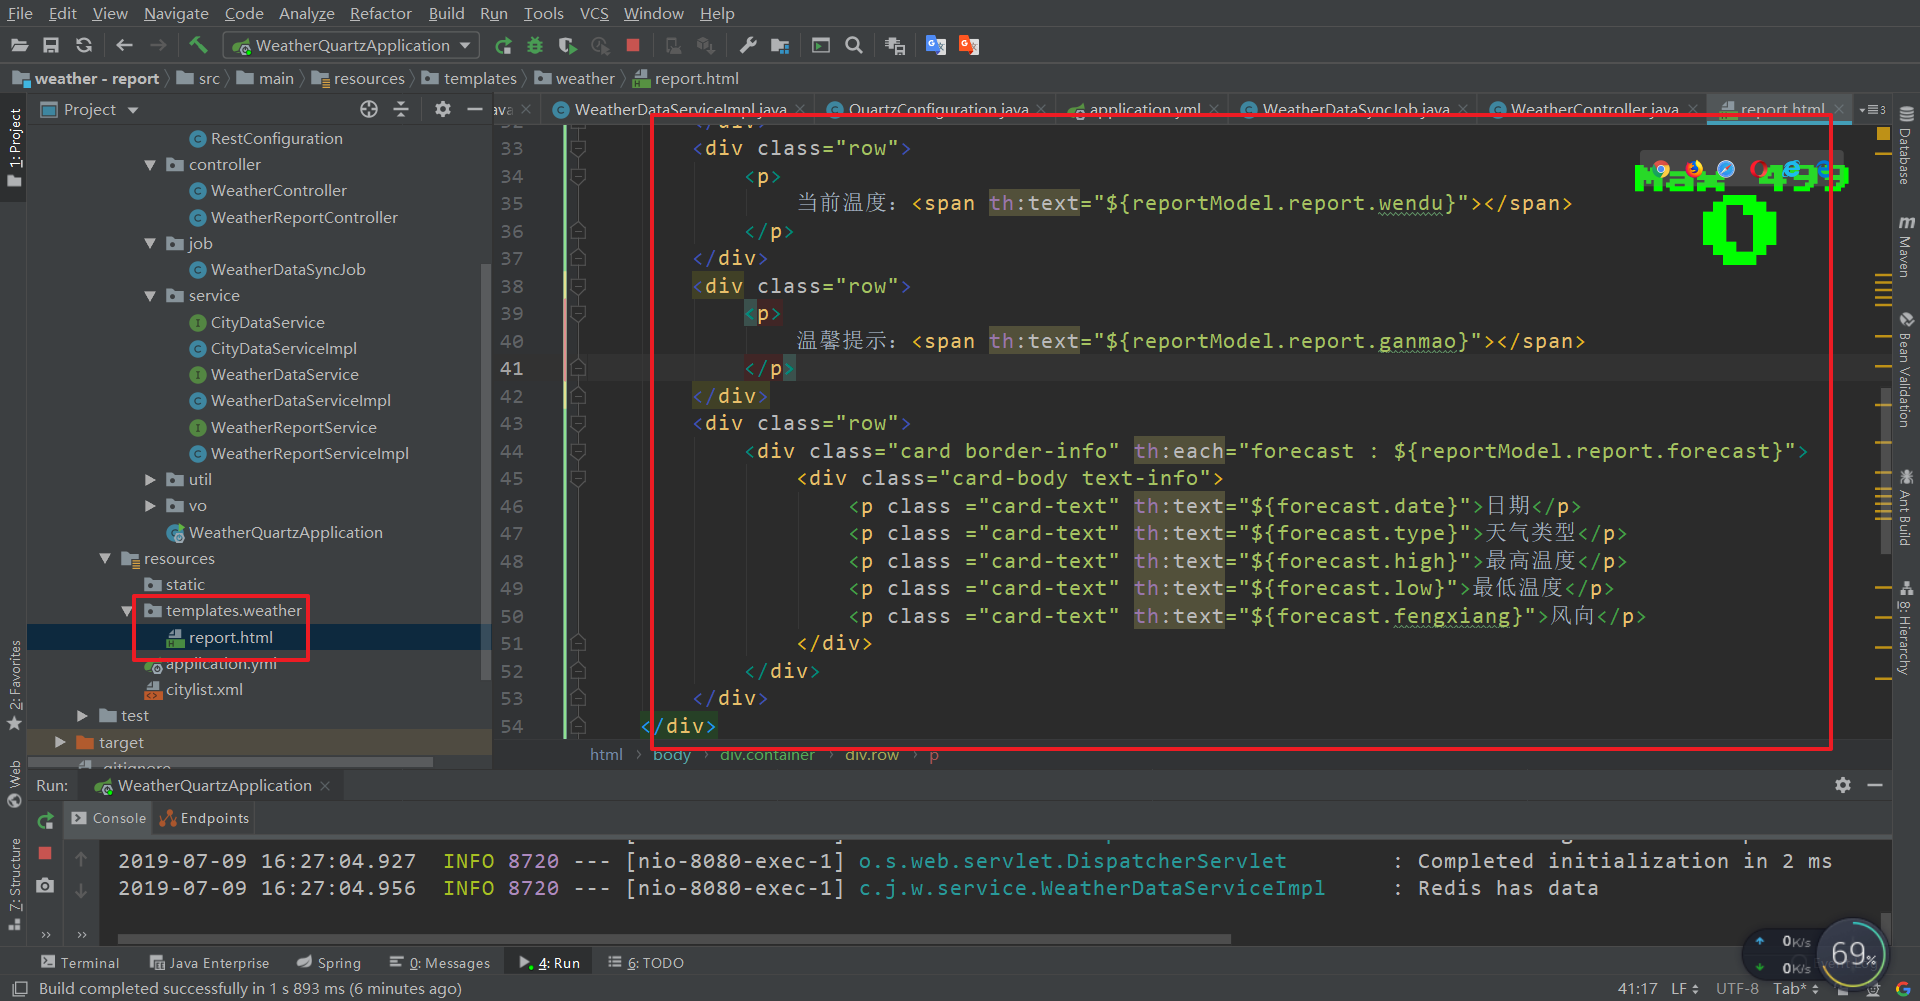 File Edit View Navigate Code Analyze Refactor Build Run Tools VCS Window Help
WeatherQuartzApplication
weather - report src main resources templates weather report.html
Project
WeatherDataServiceImpl.java QuartzConfiguration.java application.yml WeatherDataSyncJob.java WeatherController.java report.html 3
RestConfiguration
controller
WeatherController
WeatherReportController
job
WeatherDataSyncJob
service
CityDataService
CityDataServiceImpl
WeatherDataService
WeatherDataServiceImpl
WeatherReportService
WeatherReportServiceImpl
util
vo
WeatherQuartzApplication
resources
static
templates.weather
report.html
application.yml
citylist.xml
test
target
.gitignore
1: Project
2: Favorites
Web
7: Structure
32 </div>
33 <div class="row">
34 <p>
35 当前温度：<span th:text="${reportModel.report.wendu}"></span>
36 </p>
37 </div>
38 <div class="row">
39 <p>
40 温馨提示：<span th:text="${reportModel.report.ganmao}"></span>
41 </p>
42 </div>
43 <div class="row">
44 <div class="card border-info" th:each="forecast : ${reportModel.report.forecast}">
45 <div class="card-body text-info">
46 <p class ="card-text" th:text="${forecast.date}">日期</p>
47 <p class ="card-text" th:text="${forecast.type}">天气类型</p>
48 <p class ="card-text" th:text="${forecast.high}">最高温度</p>
49 <p class ="card-text" th:text="${forecast.low}">最低温度</p>
50 <p class ="card-text" th:text="${forecast.fengxiang}">风向</p>
51 </div>
52 </div>
53 </div>
54 </div>
Max 499
0
html body div.container div.row p
Database
Maven
Bean Validation
Ant Build
8: Hierarchy
Run: WeatherQuartzApplication
Console Endpoints
2019-07-09 16:27:04.927 INFO 8720 --- [nio-8080-exec-1] o.s.web.servlet.DispatcherServlet : Completed initialization in 2 ms
2019-07-09 16:27:04.956 INFO 8720 --- [nio-8080-exec-1] c.j.w.service.WeatherDataServiceImpl : Redis has data
0K/s
0K/s
69%
Terminal Java Enterprise Spring 0: Messages 4: Run 6: TODO
Build completed successfully in 1 s 893 ms (6 minutes ago) 41:17 LF UTF-8 Tab*